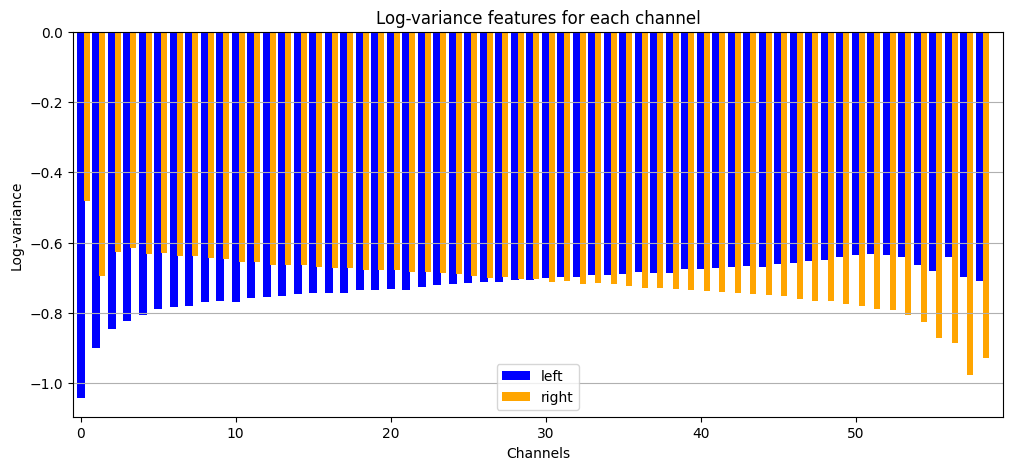 Log-variance features for each channel
0.0
−0.2
−0.4
−0.6
−0.8
−1.0
Log-variance
left
right
0 10 20 30 40 50
Channels